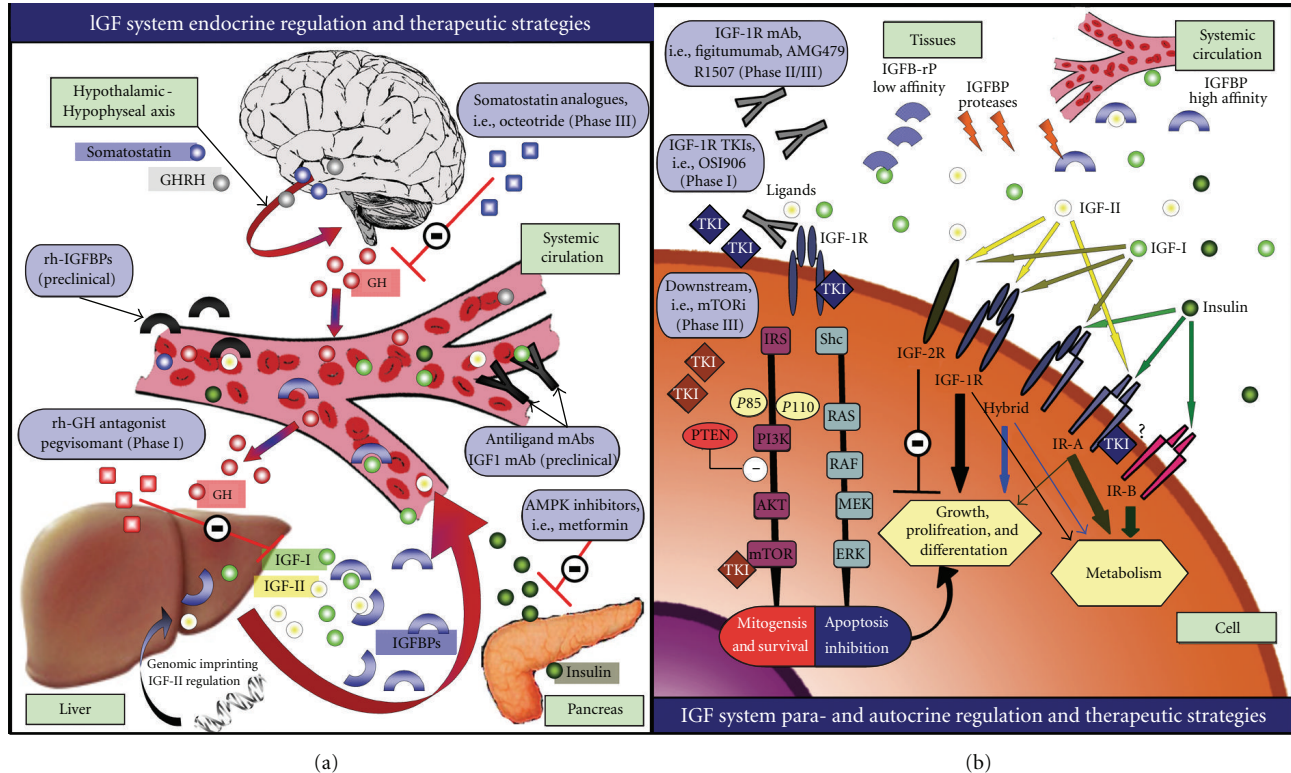 IGF system endocrine regulation and therapeutic strategies
Hypothalamic-
Hypophyseal axis
Somatostatin
GHRH
Somatostatin analogues,
i.e., octeotride (Phase III)
rh-IGFBPs
(preclinical)
GH
Systemic
cirulation
rh-GH antagonist
pegvisomant (Phase I)
Antiligand mAbs
IGF1 mAb (preclinical)
GH
AMPK inhibitors,
i.e., metformin
IGF-I
IGF-II
IGFBPs
Genomic imprinting
IGF-II regulation
Insulin
Liver
Pancreas
(a)
IGF-1R mAb,
i.e., figitumumab, AMG479
R1507 (Phase II/III)
Tissues
Systemic
circulation
IGFB-rP
low affinity
IGFBP
proteases
IGFBP
high affinity
IGF-1R TKIs,
i.e., OSI906
(Phase I)
Ligands
IGF-II
TKI
TKI
IGF-1R
IGF-I
TKI
Downstream,
i.e., mTORi
(Phase III)
Insulin
IRS
Shc
IGF-2R
TKI
TKI
IGF-1R
P85
P110
RAS
Hybrid
PTEN
PI3K
IR-A
TKI
?
–
RAF
IR-B
AKT
MEK
Growth,
prolifreation, and
differentation
TKI
mTOR
ERK
Metabolism
Mitogensis
and survival
Apoptosis
inhibition
Cell
IGF system para- and autocrine regulation and therapeutic strategies
(b)